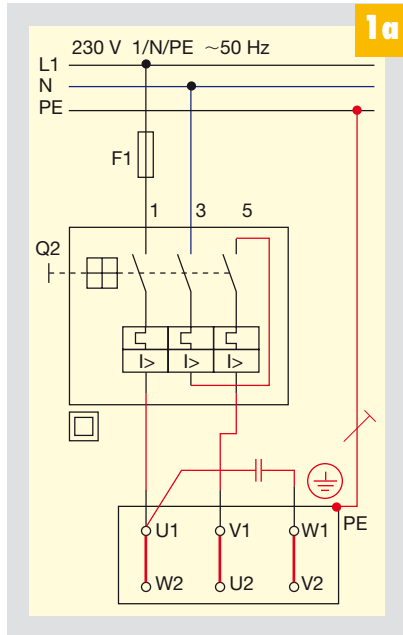 1a
230 V 1/N/PE ~50 Hz
L1
N
PE
F1
1 3 5
Q2
I> I> I>
PE
U1 V1 W1
W2 U2 V2